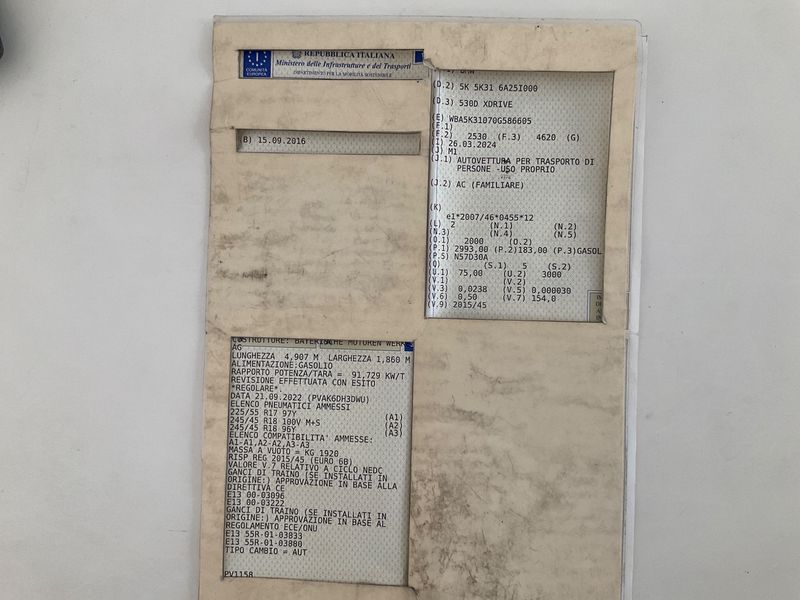 REPUBBLICA ITALIANA
Ministero delle Infrastrutture e dei Trasporti
DIPARTIMENTO PER LA MOBILITÀ SOSTENIBILE
I
COMUNITÀ
EUROPEA
B) 15.09.2016
BMW
(D.2) 5K 5K31 6A25I000
(D.3) 530D XDRIVE
(E) WBA5K31070G586605
(F.1)
(F.2) 2530 (F.3) 4620 (G)
I) 26.03.2024
J) M1
(J.1) AUTOVETTURA PER TRASPORTO DI
PERSONE -USO PROPRIO
(J.2) AC (FAMILIARE)
(K)
e1*2007/46*0455*12
(L) 2 (N.1) (N.2)
(N.3) (N.4) (N.5)
(O.1) 2000 (O.2)
(P.1) 2993,00 (P.2)183,00 (P.3)GASOL
(P.5) N57D30A
(Q) (S.1) 5 (S.2)
(U.1) 75,00 (U.2) 3000
(V.1) (V.2)
(V.3) 0,0238 (V.5) 0,000030
(V.6) 0,50 (V.7) 154,0
(V.9) 2015/45
COSTRUTTORE: BAYERISCHE MOTOREN WERKE
AG
LUNGHEZZA 4,907 M LARGHEZZA 1,860 M
ALIMENTAZIONE:GASOLIO
RAPPORTO POTENZA/TARA = 91,729 KW/T
REVISIONE EFFETTUATA CON ESITO
*REGOLARE*.
DATA 21.09.2022 (PVAK6DH3DWU)
ELENCO PNEUMATICI AMMESSI
225/55 R17 97Y (A1)
245/45 R18 100V M+S (A2)
245/45 R18 96Y (A3)
ELENCO COMPATIBILITA' AMMESSE:
A1-A1,A2-A2,A3-A3
MASSA A VUOTO = KG 1920
RISP REG 2015/45 (EURO 6B)
VALORE V.7 RELATIVO A CICLO NEDC
GANCI DI TRAINO (SE INSTALLATI IN
ORIGINE:) APPROVAZIONE IN BASE ALLA
DIRETTIVA CE
E13 00-03096
E13 00-03222
GANCI DI TRAINO (SE INSTALLATI IN
ORIGINE:) APPROVAZIONE IN BASE AL
REGOLAMENTO ECE/ONU
E13 55R-01-03833
E13 55R-01-03880
TIPO CAMBIO = AUT
PV1158